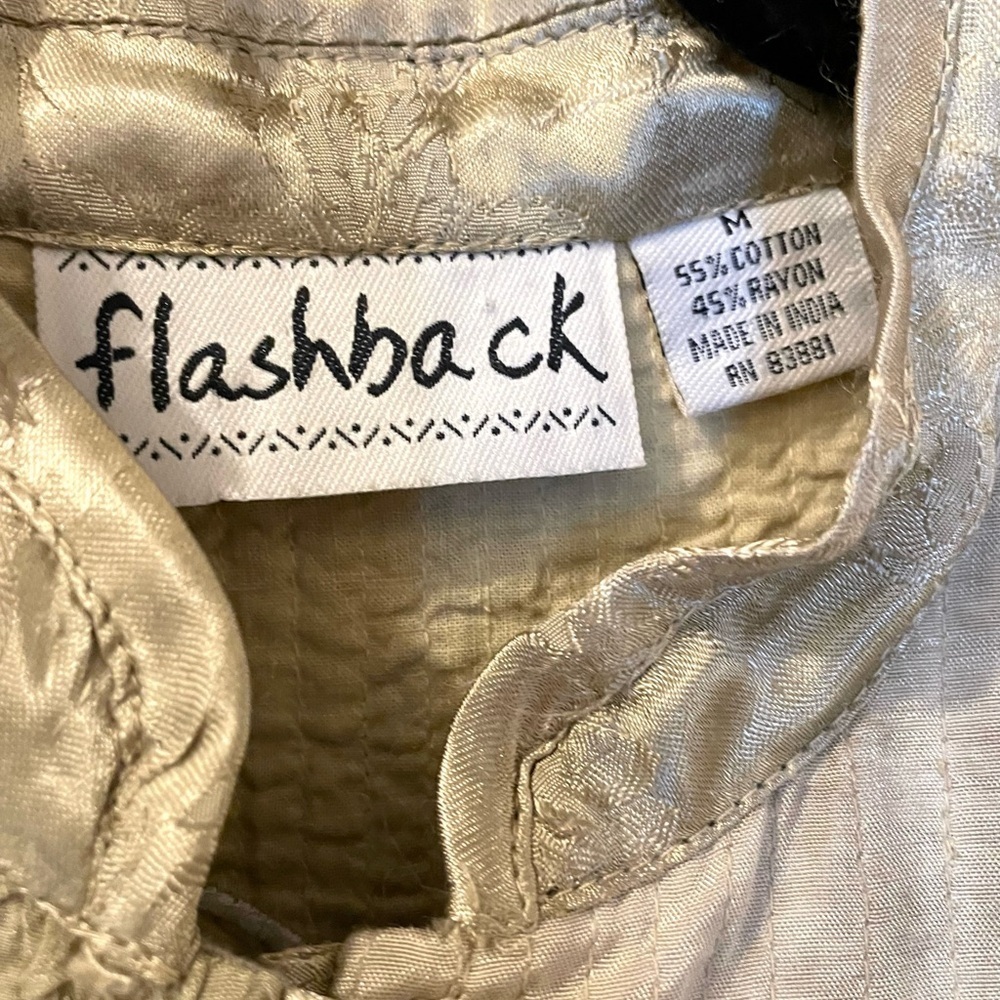 flashback
M
55% COTTON
45% RAYON
MADE IN INDIA
RN 83881